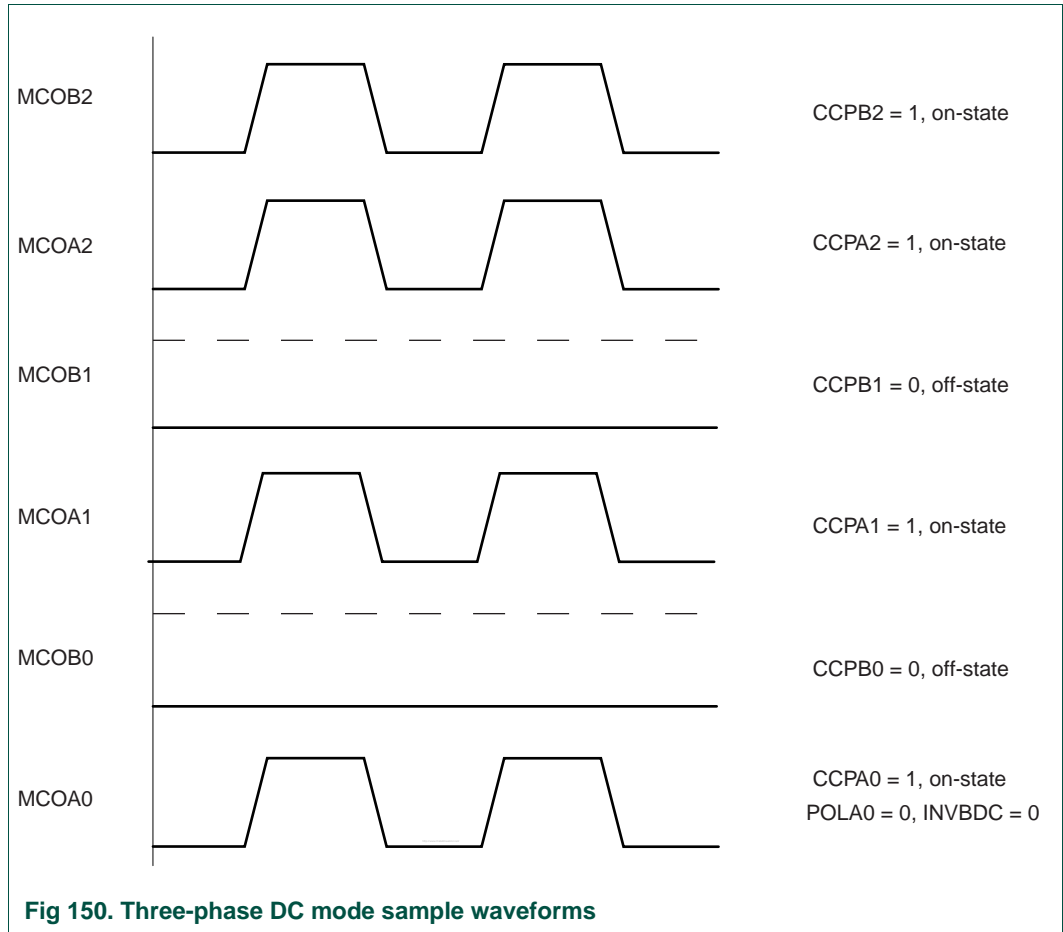 MCOB2
CCPB2 = 1, on-state
MCOA2
CCPA2 = 1, on-state
MCOB1
CCPB1 = 0, off-state
MCOA1
CCPA1 = 1, on-state
MCOB0
CCPB0 = 0, off-state
MCOA0
CCPA0 = 1, on-state
POLA0 = 0, INVBDC = 0
Fig 150. Three-phase DC mode sample waveforms